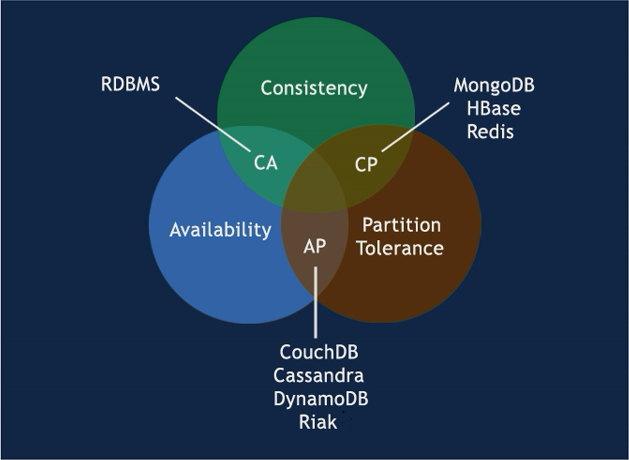 RDBMS
Consistency
MongoDB
HBase
Redis
CA
CP
Availability
Partition
Tolerance
AP
CouchDB
Cassandra
DynamoDB
Riak